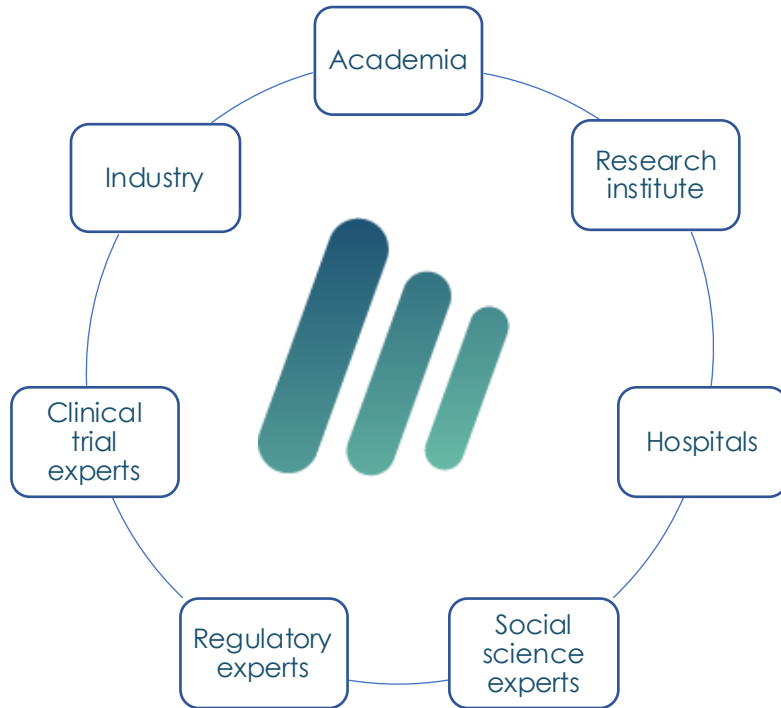 Academia
Research
institute
Hospitals
Social
science
experts
Regulatory
experts
Clinical
trial
experts
Industry